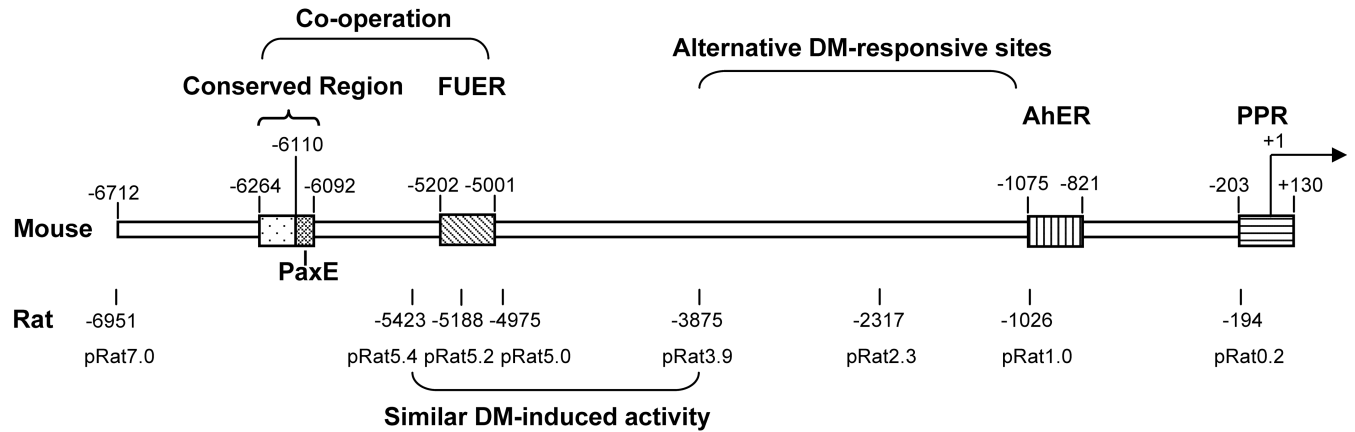 Co-operation
Alternative DM-responsive sites
Conserved Region FUER
AhER PPR
-6110 +1
-6712 -6264 -6092 -5202 -5001 -1075 -821 -203 +130
Mouse
PaxE
Rat -6951 -5423 -5188 -4975 -3875 -2317 -1026 -194
pRat7.0 pRat5.4 pRat5.2 pRat5.0 pRat3.9 pRat2.3 pRat1.0 pRat0.2
Similar DM-induced activity